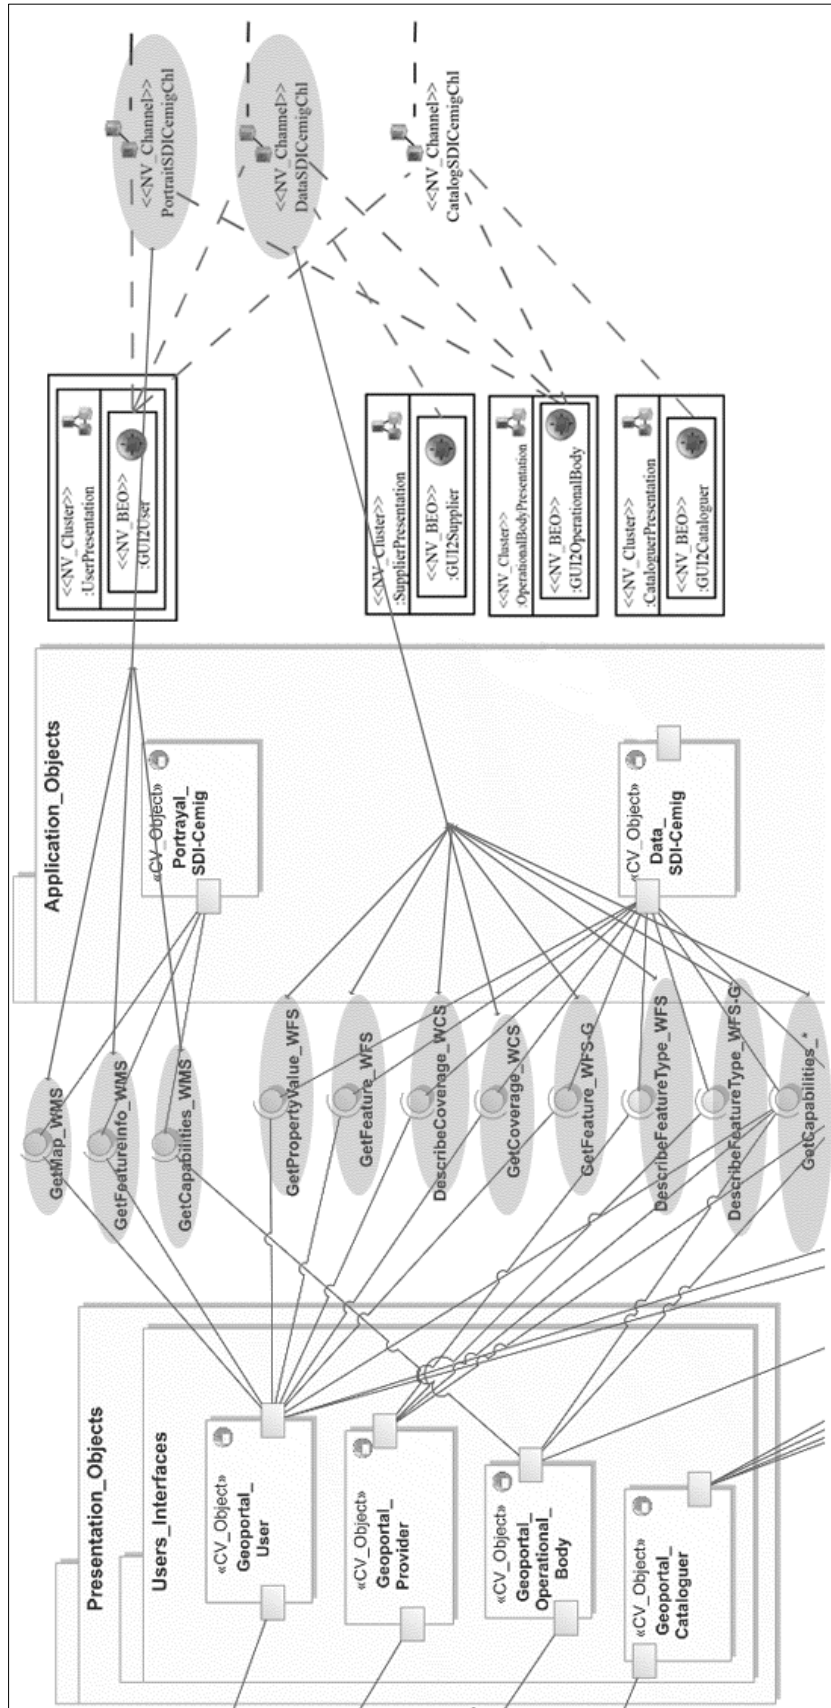 <<NV_Channel>>
PortraitSDICemigChl
<<NV_Channel>>
DataSDICemigChl
<<NV_Channel>>
CatalogSDICemigChl
<<NV_Cluster>>
:UserPresentation
<<NV_BEO>>
:GUI2User
<<NV_Cluster>>
:SupplierPresentation
<<NV_BEO>>
:GUI2Supplier
<<NV_Cluster>>
:OperationalBodyPresentation
<<NV_BEO>>
:GUI2OperationalBody
<<NV_Cluster>>
:CataloguerPresentation
<<NV_BEO>>
:GUI2Cataloguer
Application_Objects
«CV_Object»
Portrayal_
SDI-Cemig
«CV_Object»
Data_
SDI-Cemig
GetMap_WMS
GetFeatureInfo_WMS
GetCapabilities_WMS
GetPropertyValue_WFS
GetFeature_WFS
DescribeCoverage_WCS
GetCoverage_WCS
GetFeature_WFS-G
DescribeFeatureType_WFS
DescribeFeatureType_WFS-G
GetCapabilities_*
Presentation_Objects
Users_Interfaces
«CV_Object»
Geoportal_
User
«CV_Object»
Geoportal_
Provider
«CV_Object»
Geoportal_
Operational_
Body
«CV_Object»
Geoportal_
Cataloguer